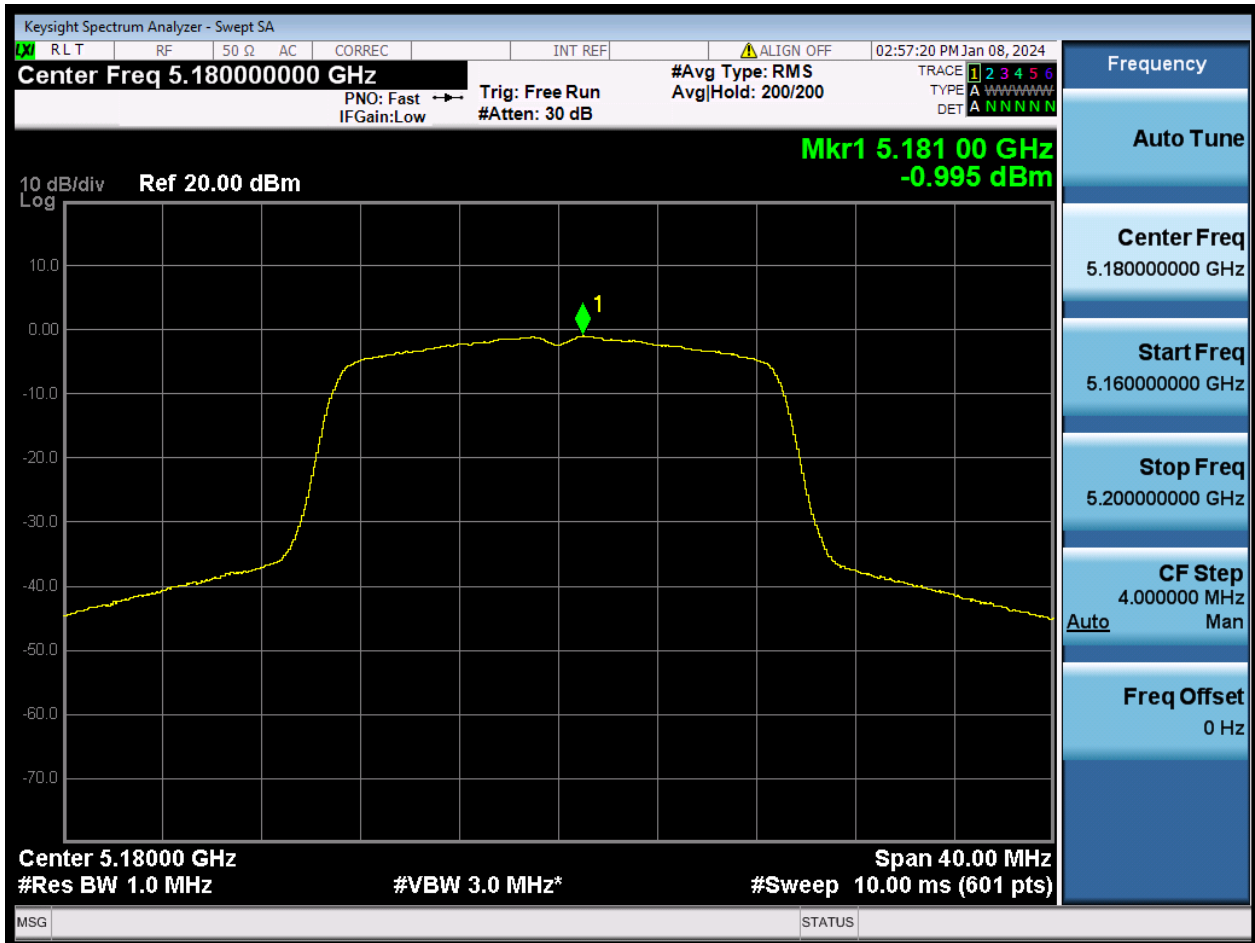 Keysight Spectrum Analyzer - Swept SA
LXI RLT RF 50 Ω AC CORREC INT REF ALIGN OFF 02:57:20 PM Jan 08, 2024
Center Freq 5.180000000 GHz
PNO: Fast
IFGain:Low
Trig: Free Run
#Atten: 30 dB
#Avg Type: RMS
Avg|Hold: 200/200
TRACE 1 2 3 4 5 6
TYPE A WWWWW
DET A N N N N N
Mkr1 5.181 00 GHz
-0.995 dBm
10 dB/div Ref 20.00 dBm
Log
10.0
0.00
-10.0
-20.0
-30.0
-40.0
-50.0
-60.0
-70.0
1
Center 5.18000 GHz Span 40.00 MHz
#Res BW 1.0 MHz #VBW 3.0 MHz* #Sweep 10.00 ms (601 pts)
MSG STATUS
Frequency
Auto Tune
Center Freq
5.180000000 GHz
Start Freq
5.160000000 GHz
Stop Freq
5.200000000 GHz
CF Step
4.000000 MHz
Auto Man
Freq Offset
0 Hz